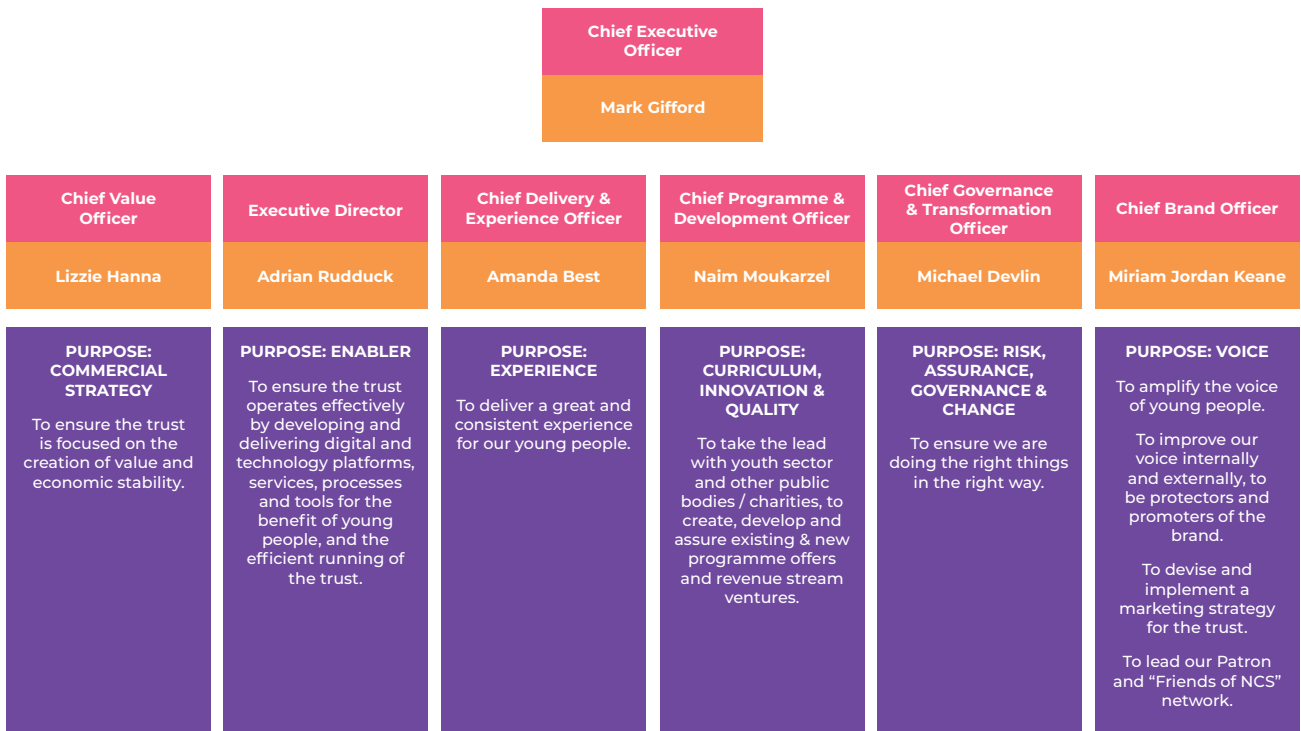 Chief Executive
Officer
Mark Gifford
Chief Value
Officer
Lizzie Hanna
PURPOSE:
COMMERCIAL
STRATEGY
To ensure the trust
is focused on the
creation of value and
economic stability.
Executive Director
Adrian Rudduck
PURPOSE: ENABLER
To ensure the trust
operates effectively
by developing and
delivering digital and
technology platforms,
services, processes
and tools for the
benefit of young
people, and the
efficient running of
the trust.
Chief Delivery &
Experience Officer
Amanda Best
PURPOSE:
EXPERIENCE
To deliver a great and
consistent experience
for our young people.
Chief Programme &
Development Officer
Naim Moukarzel
PURPOSE:
CURRICULUM,
INNOVATION &
QUALITY
To take the lead
with youth sector
and other public
bodies / charities, to
create, develop and
assure existing & new
programme offers
and revenue stream
ventures.
Chief Governance
& Transformation
Officer
Michael Devlin
PURPOSE: RISK,
ASSURANCE,
GOVERNANCE &
CHANGE
To ensure we are
doing the right things
in the right way.
Chief Brand Officer
Miriam Jordan Keane
PURPOSE: VOICE
To amplify the voice
of young people.
To improve our
voice internally
and externally, to
be protectors and
promoters of the
brand.
To devise and
implement a
marketing strategy
for the trust.
To lead our Patron
and “Friends of NCS”
network.